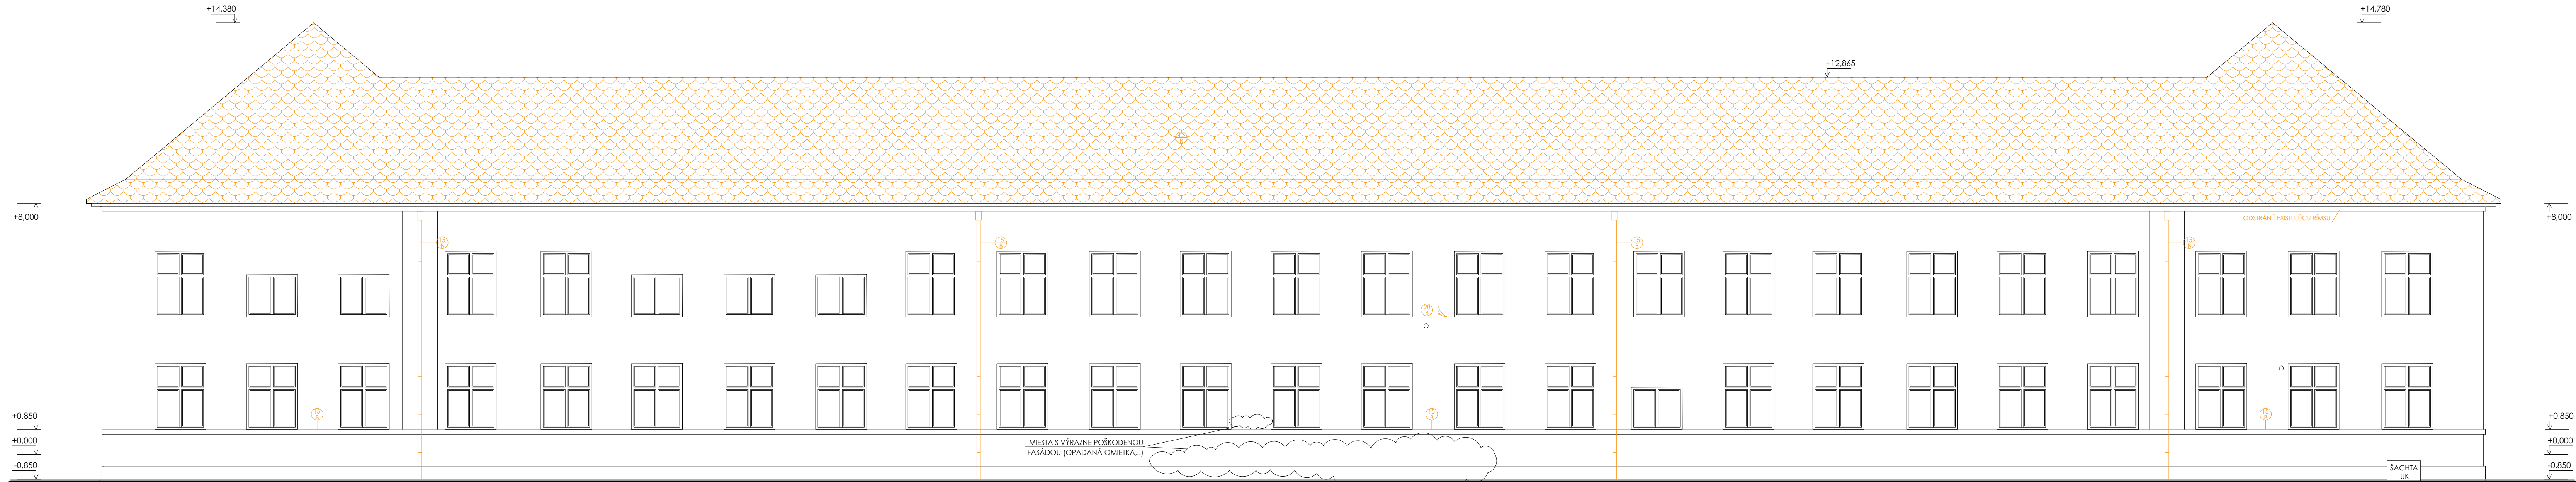 +14,380
+14,780
+12,865
+8,000
+8,000
ODSTRÁNIŤ EXISTUJÚCU RÍMSU
+0,850
+0,850
+0,000
+0,000
MIESTA S VÝRAZNE POŠKODENOU
FASÁDOU (OPADANÁ OMIETKA,..)
-0,850
-0,850
ŠACHTA
UK